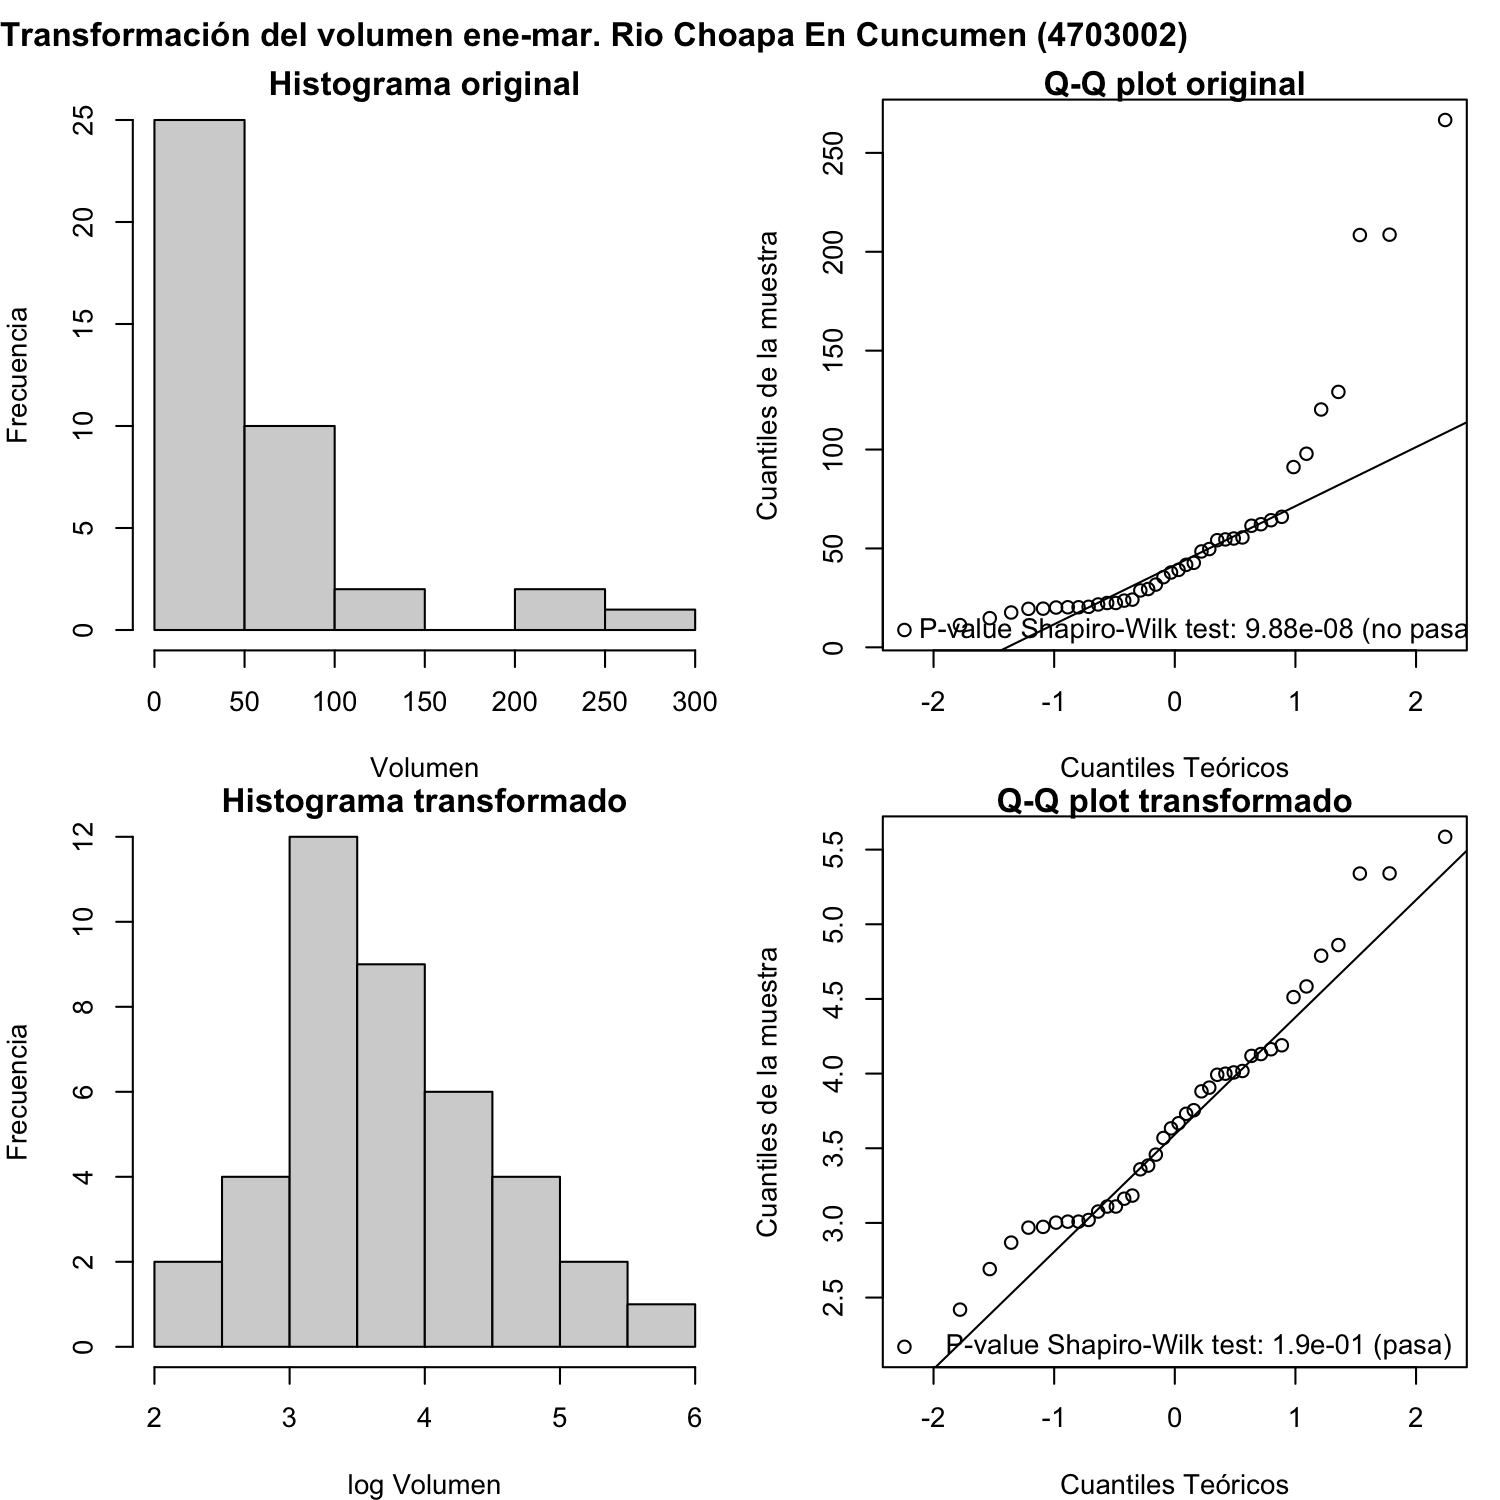 Transformación del volumen ene-mar. Rio Choapa En Cuncumen (4703002)
Histograma original
Frecuencia
25
20
15
10
5
0
0 50 100 150 200 250 300
Volumen
Q-Q plot original
Cuantiles de la muestra
250
200
150
100
50
0
P-value Shapiro-Wilk test: 9.88e-08 (no pasa
-2 -1 0 1 2
Cuantiles Teóricos
Histograma transformado
Frecuencia
12
10
8
6
4
2
0
2 3 4 5 6
log Volumen
Q-Q plot transformado
Cuantiles de la muestra
5.5
5.0
4.5
4.0
3.5
3.0
2.5
P-value Shapiro-Wilk test: 1.9e-01 (pasa)
-2 -1 0 1 2
Cuantiles Teóricos